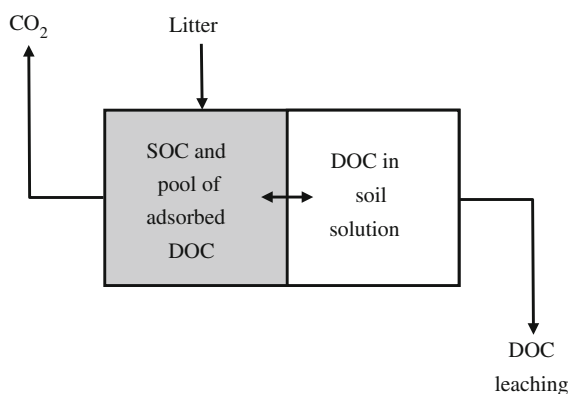 CO₂
Litter
SOC and
pool of
adsorbed
DOC
DOC in
soil
solution
DOC
leaching